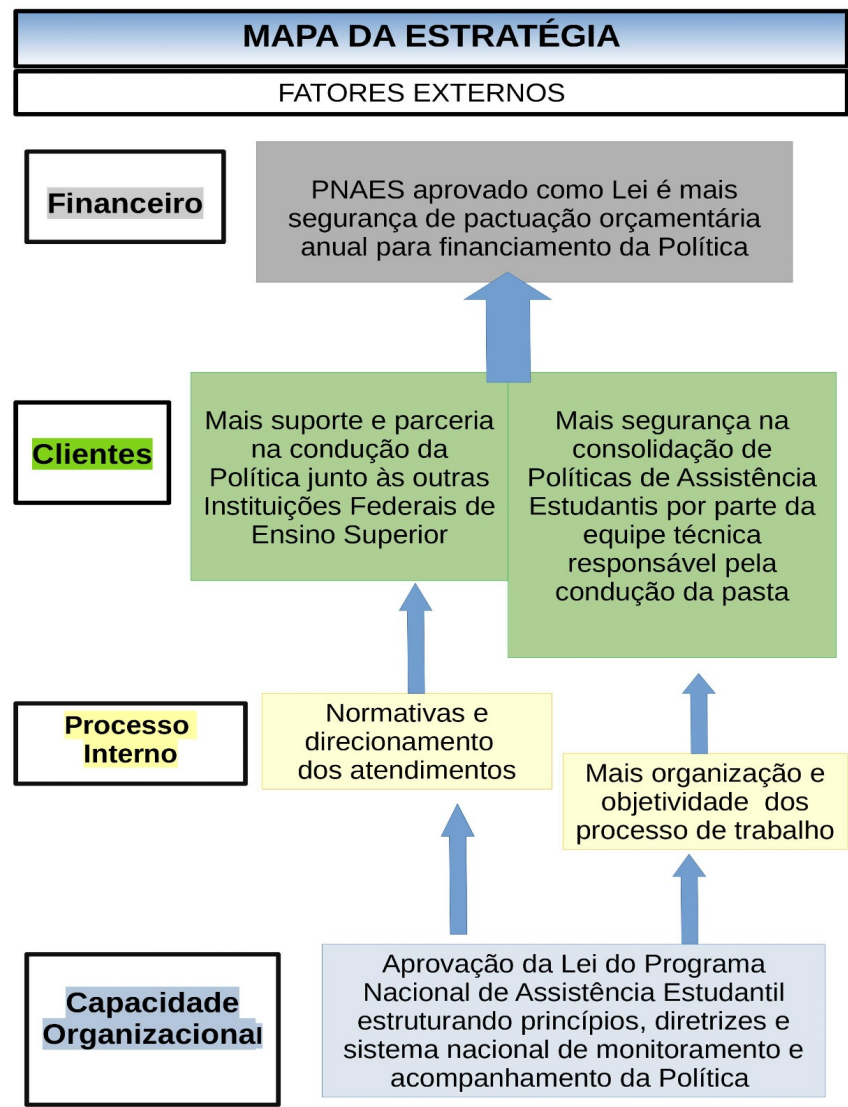 MAPA DA ESTRATÉGIA
FATORES EXTERNOS
Financeiro
PNAES aprovado como Lei é mais
segurança de pactuação orçamentária
anual para financiamento da Política
Clientes
Mais suporte e parceria
na condução da
Política junto às outras
Instituições Federais de
Ensino Superior
Mais segurança na
consolidação de
Políticas de Assistência
Estudantis por parte da
equipe técnica
responsável pela
condução da pasta
Processo
Interno
Normativas e
direcionamento
dos atendimentos
Mais organização e
objetividade dos
processo de trabalho
Capacidade
Organizacional
Aprovação da Lei do Programa
Nacional de Assistência Estudantil
estruturando princípios, diretrizes e
sistema nacional de monitoramento e
acompanhamento da Política